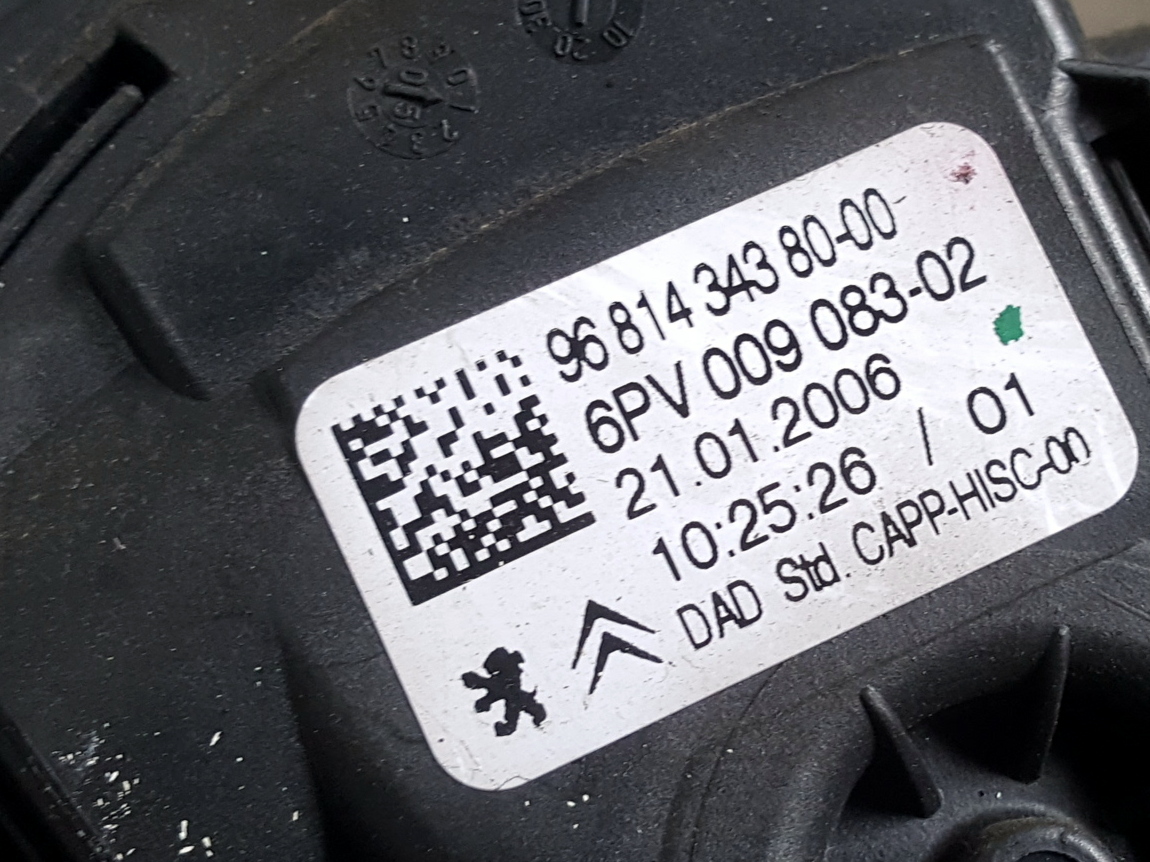 96 814 343 80-00
6PV 009 083-02
21.01.2006
10:25:26 / 01
DAD Std. CAPP-HISC-00